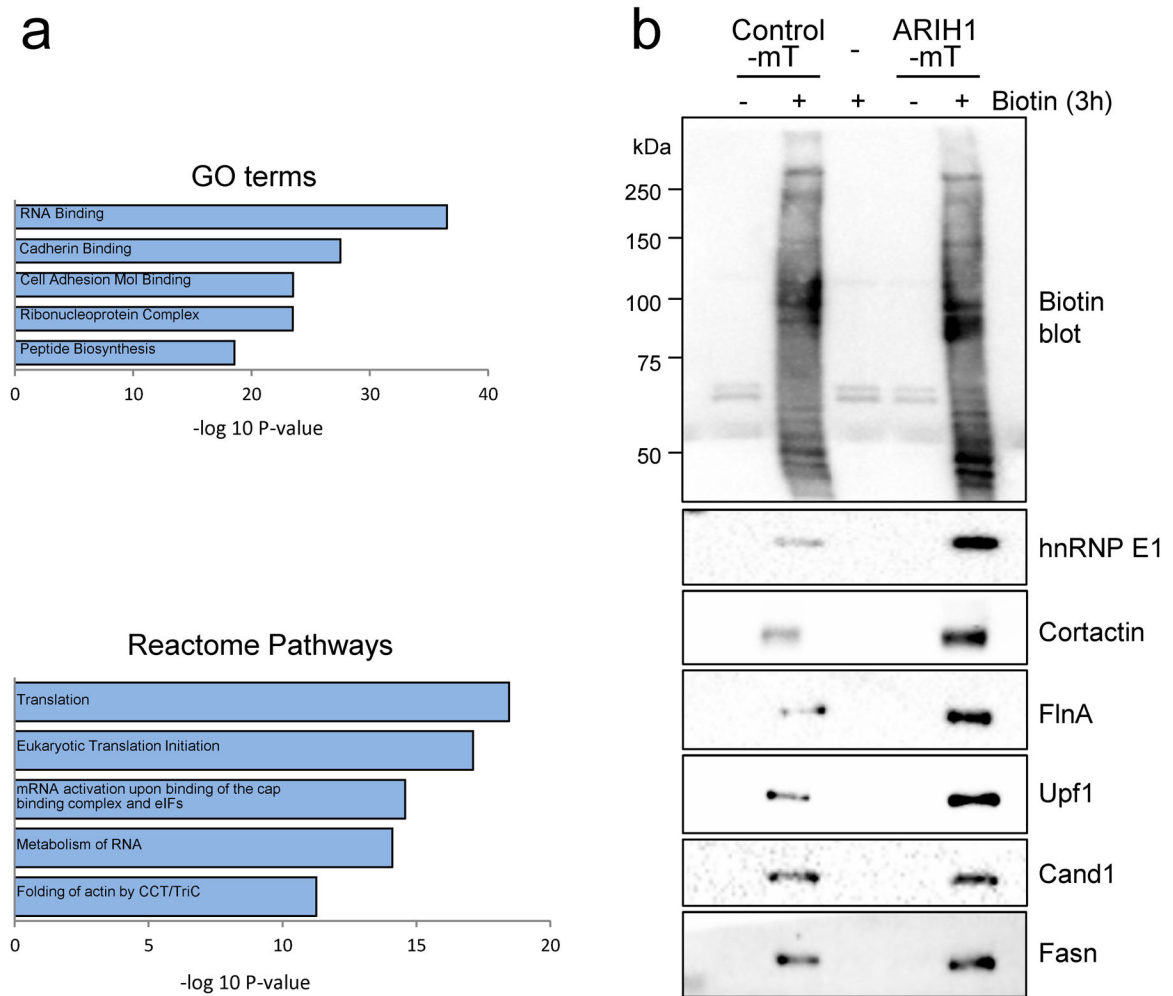 a
GO terms
RNA Binding
Cadherin Binding
Cell Adhesion Mol Binding
Ribonucleoprotein Complex
Peptide Biosynthesis
0 10 20 30 40
-log 10 P-value
Reactome Pathways
Translation
Eukaryotic Translation Initiation
mRNA activation upon binding of the cap
binding complex and eIFs
Metabolism of RNA
Folding of actin by CCT/TriC
0 5 10 15 20
-log 10 P-value
b
Control
-mT
-
ARIH1
-mT
- + + - + Biotin (3h)
kDa
250
150
100
75
50
Biotin
blot
hnRNP E1
Cortactin
FlnA
Upf1
Cand1
Fasn